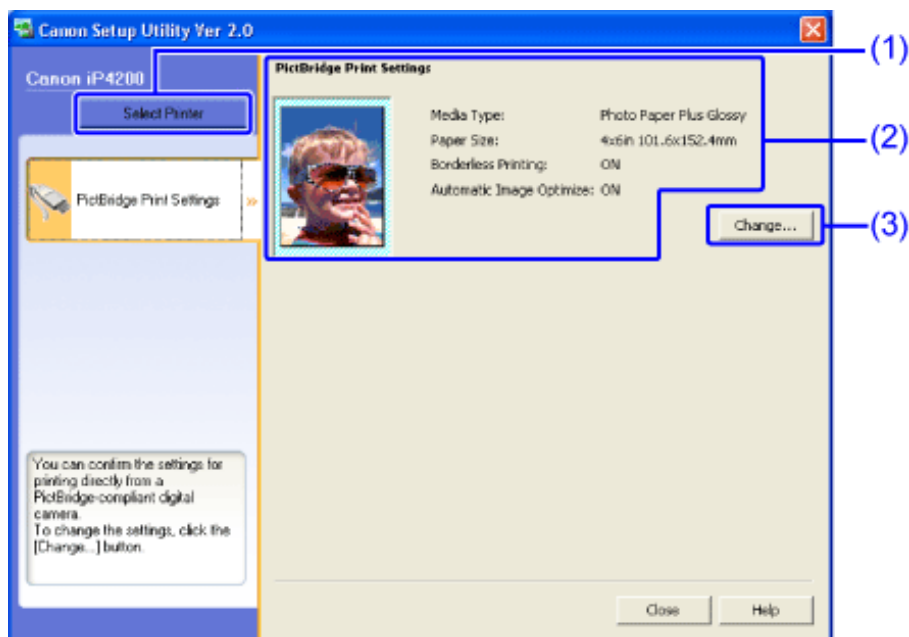 Canon Setup Utility Ver 2.0
(1)
Canon iP4200
Select Printer
PictBridge Print Settings
PictBridge Print Settings
Media Type: Photo Paper Plus Glossy
Paper Size: 4x6in 101.6x152.4mm
Borderless Printing: ON
Automatic Image Optimize: ON
(2)
Change...
(3)
You can confirm the settings for
printing directly from a
PictBridge-compliant digital
camera.
To change the settings, click the
[Change...] button.
Close
Help